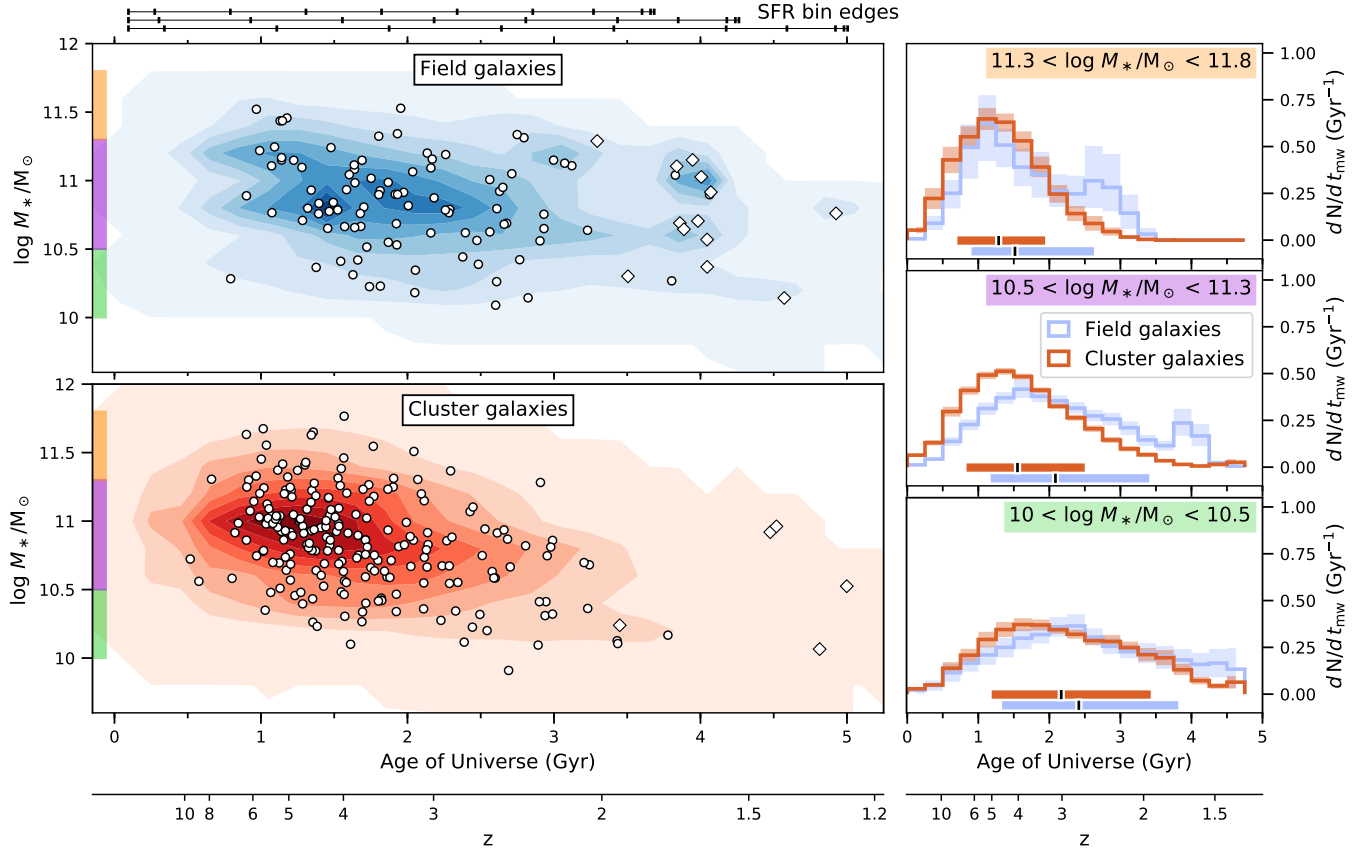 SFR bin edges
Field galaxies
12
11.5
11
10.5
10
log M∗/M⊙
Cluster galaxies
12
11.5
11
10.5
10
log M∗/M⊙
0 1 2 3 4 5
Age of Universe (Gyr)
10 8 6 5 4 3 2 1.5 1.2
z
11.3 < log M∗/M⊙ < 11.8
1.00
0.75
0.50
0.25
0.00
d N/d tmw (Gyr⁻¹)
10.5 < log M∗/M⊙ < 11.3
Field galaxies
Cluster galaxies
1.00
0.75
0.50
0.25
0.00
d N/d tmw (Gyr⁻¹)
10 < log M∗/M⊙ < 10.5
1.00
0.75
0.50
0.25
0.00
d N/d tmw (Gyr⁻¹)
0 1 2 3 4 5
Age of Universe (Gyr)
10 6 5 4 3 2 1.5
z